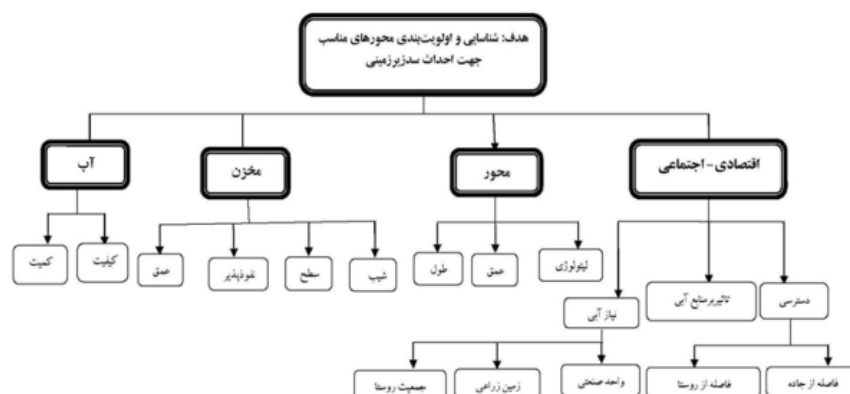 هدف: شناسایی و اولویت‌بندی محورهای مناسب
جهت احداث سدزیرزمینی
اقتصادی - اجتماعی
محور
مخزن
آب
لیتولوژی
عمق
طول
شیب
سطح
نفوذپذیر
عمق
کیفیت
کمیت
دسترسی
تاثیربرمنابع آبی
نیاز آبی
فاصله از جاده
فاصله از روستا
واحد صنعتی
زمین زراعی
جمعیت روستا